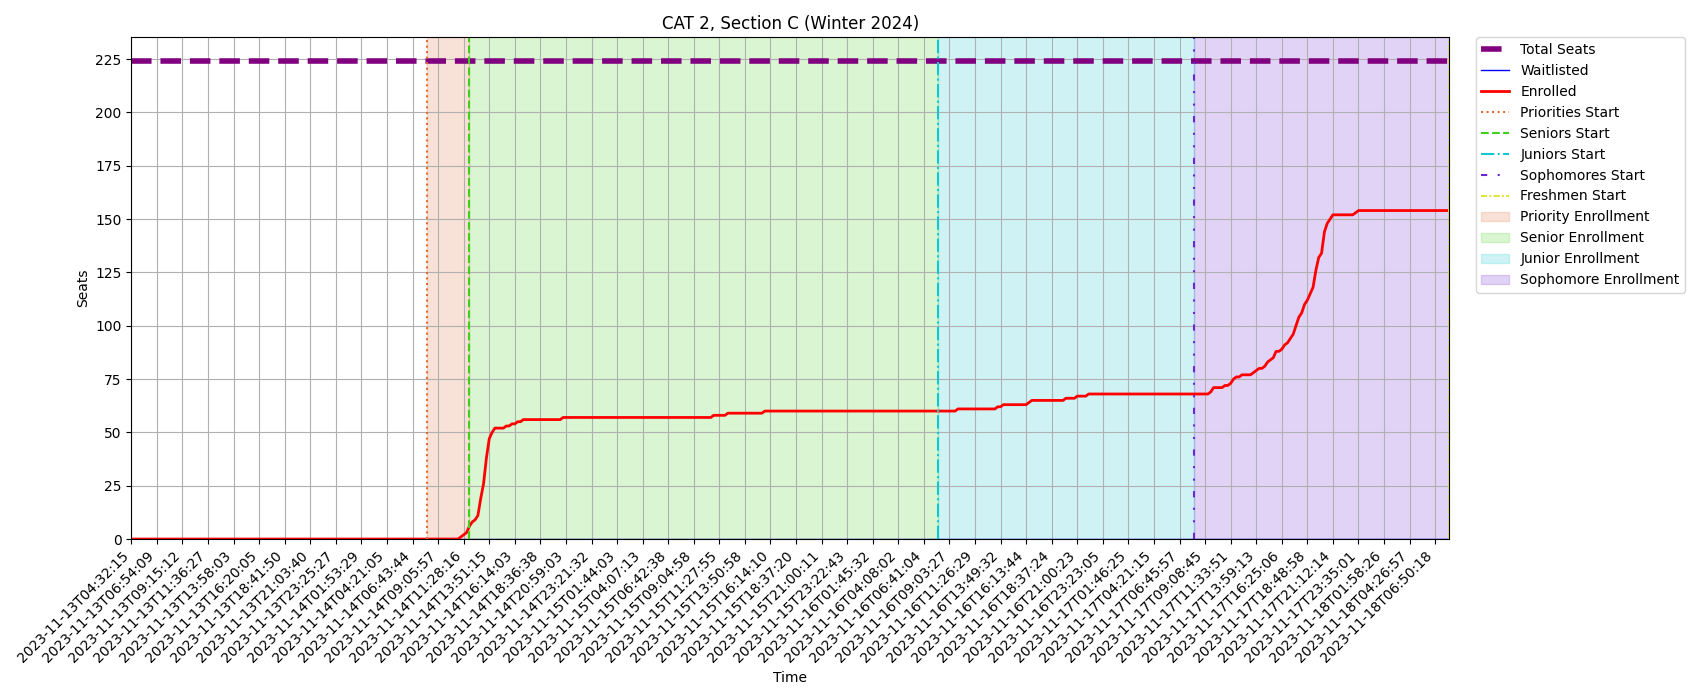 CAT 2, Section C (Winter 2024)
Seats
225
200
175
150
125
100
75
50
25
0
2023-11-13T04:32:15
2023-11-13T06:54:09
2023-11-13T09:15:12
2023-11-13T11:36:27
2023-11-13T13:58:03
2023-11-13T16:20:05
2023-11-13T18:41:50
2023-11-13T21:03:40
2023-11-13T23:25:27
2023-11-14T01:53:29
2023-11-14T04:21:05
2023-11-14T06:43:44
2023-11-14T09:05:57
2023-11-14T11:28:16
2023-11-14T13:51:15
2023-11-14T16:14:03
2023-11-14T18:36:38
2023-11-14T20:59:03
2023-11-14T23:21:32
2023-11-15T01:44:03
2023-11-15T04:07:13
2023-11-15T06:42:38
2023-11-15T09:04:58
2023-11-15T11:27:55
2023-11-15T13:50:58
2023-11-15T16:14:10
2023-11-15T18:37:20
2023-11-15T21:00:11
2023-11-15T23:22:43
2023-11-16T01:45:32
2023-11-16T04:08:02
2023-11-16T06:41:04
2023-11-16T09:03:27
2023-11-16T11:26:29
2023-11-16T13:49:32
2023-11-16T16:13:44
2023-11-16T18:37:24
2023-11-16T21:00:23
2023-11-16T23:23:05
2023-11-17T01:46:23
2023-11-17T04:21:15
2023-11-17T06:45:57
2023-11-17T09:08:45
2023-11-17T11:33:51
2023-11-17T13:59:13
2023-11-17T16:25:06
2023-11-17T18:48:58
2023-11-17T21:12:14
2023-11-17T23:35:01
2023-11-18T01:58:26
2023-11-18T04:26:57
2023-11-18T06:50:18
Time
Total Seats
Waitlisted
Enrolled
Priorities Start
Seniors Start
Juniors Start
Sophomores Start
Freshmen Start
Priority Enrollment
Senior Enrollment
Junior Enrollment
Sophomore Enrollment